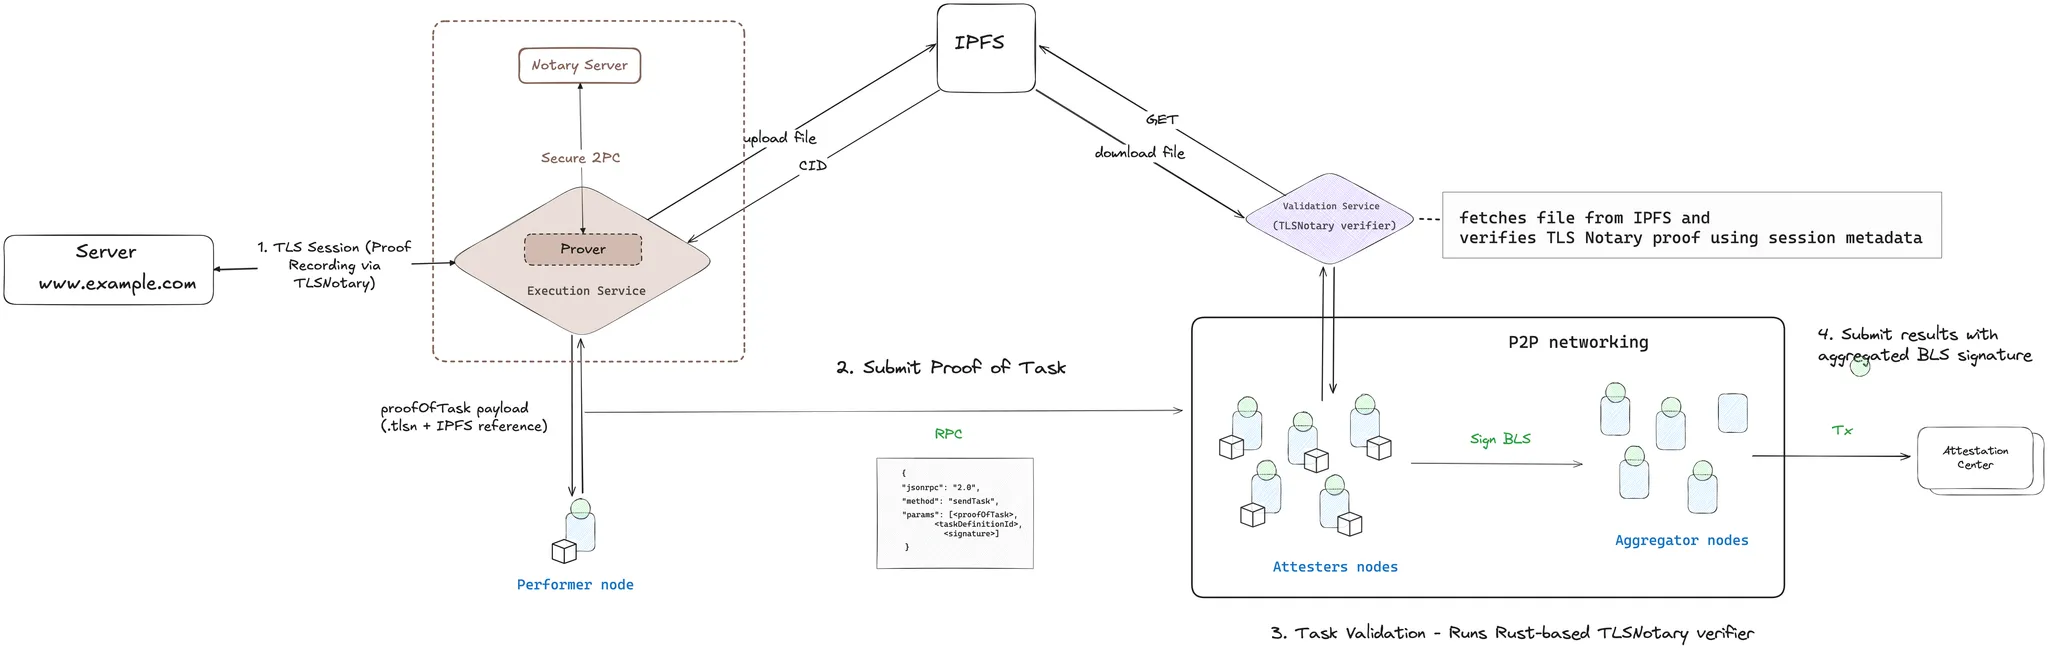 IPFS
Notary Server
Secure 2PC
upload file
CID
GET
download file
Server
www.example.com
1. TLS Session (Proof
Recording via
TLSNotary)
Prover
Execution Service
Validation Service
(TLSNotary verifier)
fetches file from IPFS and
verifies TLS Notary proof using session metadata
proofOfTask payload
(.tlsn + IPFS reference)
2. Submit Proof of Task
RPC
{
"jsonrpc": "2.0",
"method": "sendTask",
"params": [<proofOfTask>,
<taskDefinitionId>,
<signature>]
}
Performer node
P2P networking
Sign BLS
Attesters nodes
Aggregator nodes
4. Submit results with
aggregated BLS signature
Tx
Attestation
Center
3. Task Validation - Runs Rust-based TLSNotary verifier